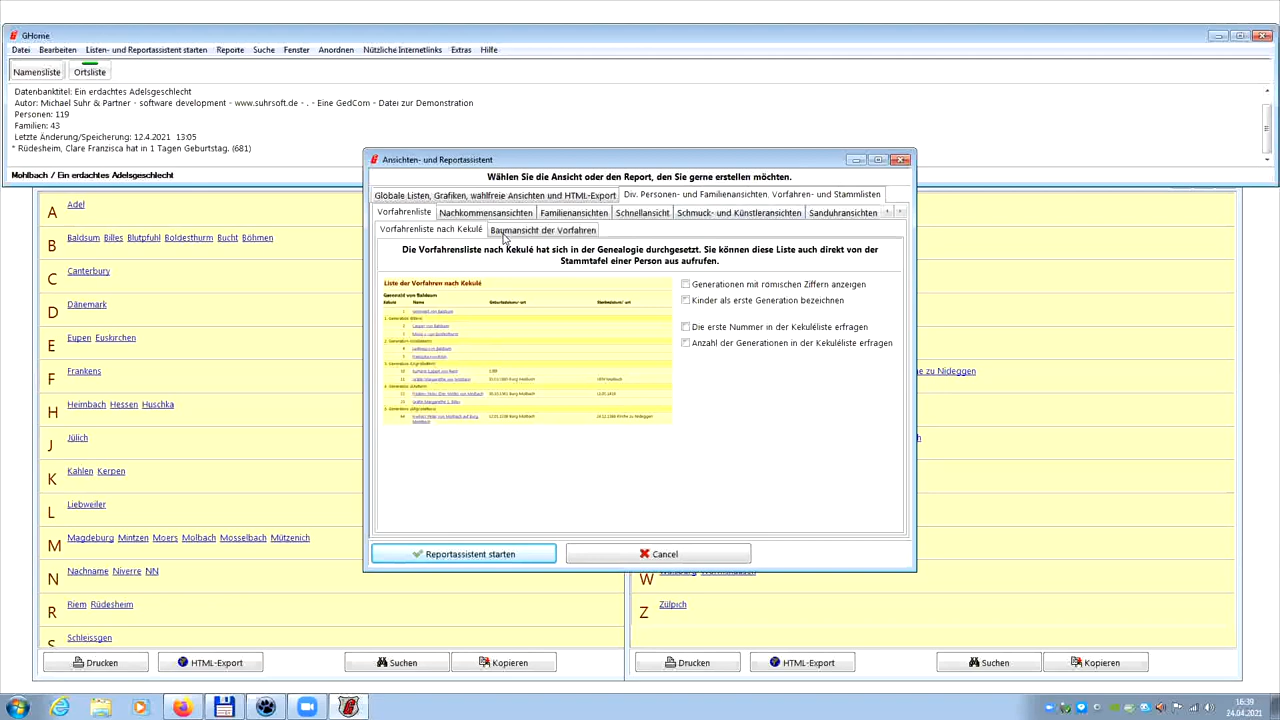 GHome
Datei Bearbeiten Listen- und Reportassistent starten Reporte Suche Fenster Anordnen Nützliche Internetlinks Extras Hilfe
Namensliste Ortsliste
Datenbanktitel: Ein erdachtes Adelsgeschlecht
Autor: Michael Suhr & Partner - software development - www.suhrsoft.de - . - Eine GedCom - Datei zur Demonstration
Personen: 119
Familien: 43
Letzte Änderung/Speicherung: 12.4.2021 13:05
* Rüdesheim, Clare Franzisca hat in 1 Tagen Geburtstag. (681)
Mohlbach / Ein erdachtes Adelsgeschlecht
Ansichten- und Reportassistent
Wählen Sie die Ansicht oder den Report, den Sie gerne erstellen möchten.
Globale Listen, Grafiken, wahlfreie Ansichten und HTML-Export Div. Personen- und Familienansichten, Vorfahren- und Stammlisten
Vorfahrenliste Nachkommensansichten Familienansichten Schnellansicht Schmuck- und Künstleransichten Sanduhransichten
Vorfahrenliste nach Kekulé Baumansicht der Vorfahren
Die Vorfahrensliste nach Kekulé hat sich in der Genealogie durchgesetzt. Sie können diese Liste auch direkt von der
Stammtafel einer Person aus aufrufen.
Liste der Vorfahren nach Kekulé
Generationen mit römischen Ziffern anzeigen
Kinder als erste Generation bezeichnen
Die erste Nummer in der Kekuléliste erfragen
Anzahl der Generationen in der Kekuléliste erfragen
Reportassistent starten Cancel
A Adel
B Baldsum Billes Blutpfuhl Boldesthurm Bucht Böhmen
C Canterbury
D Dänemark
E Eupen Euskirchen
F Frankens
H Heimbach Hessen Huschka
J Jülich
K Kahlen Kerpen
L Liebweiler
M Magdeburg Mintzen Moers Molbach Mosselbach Mützenich
N Nachname Niverre NN
R Riem Rüdesheim
S Schleissgen
he zu Nideggen
W
Z Zülpich
Drucken HTML-Export Suchen Kopieren
Drucken HTML-Export Suchen Kopieren
16:39
24.04.2021